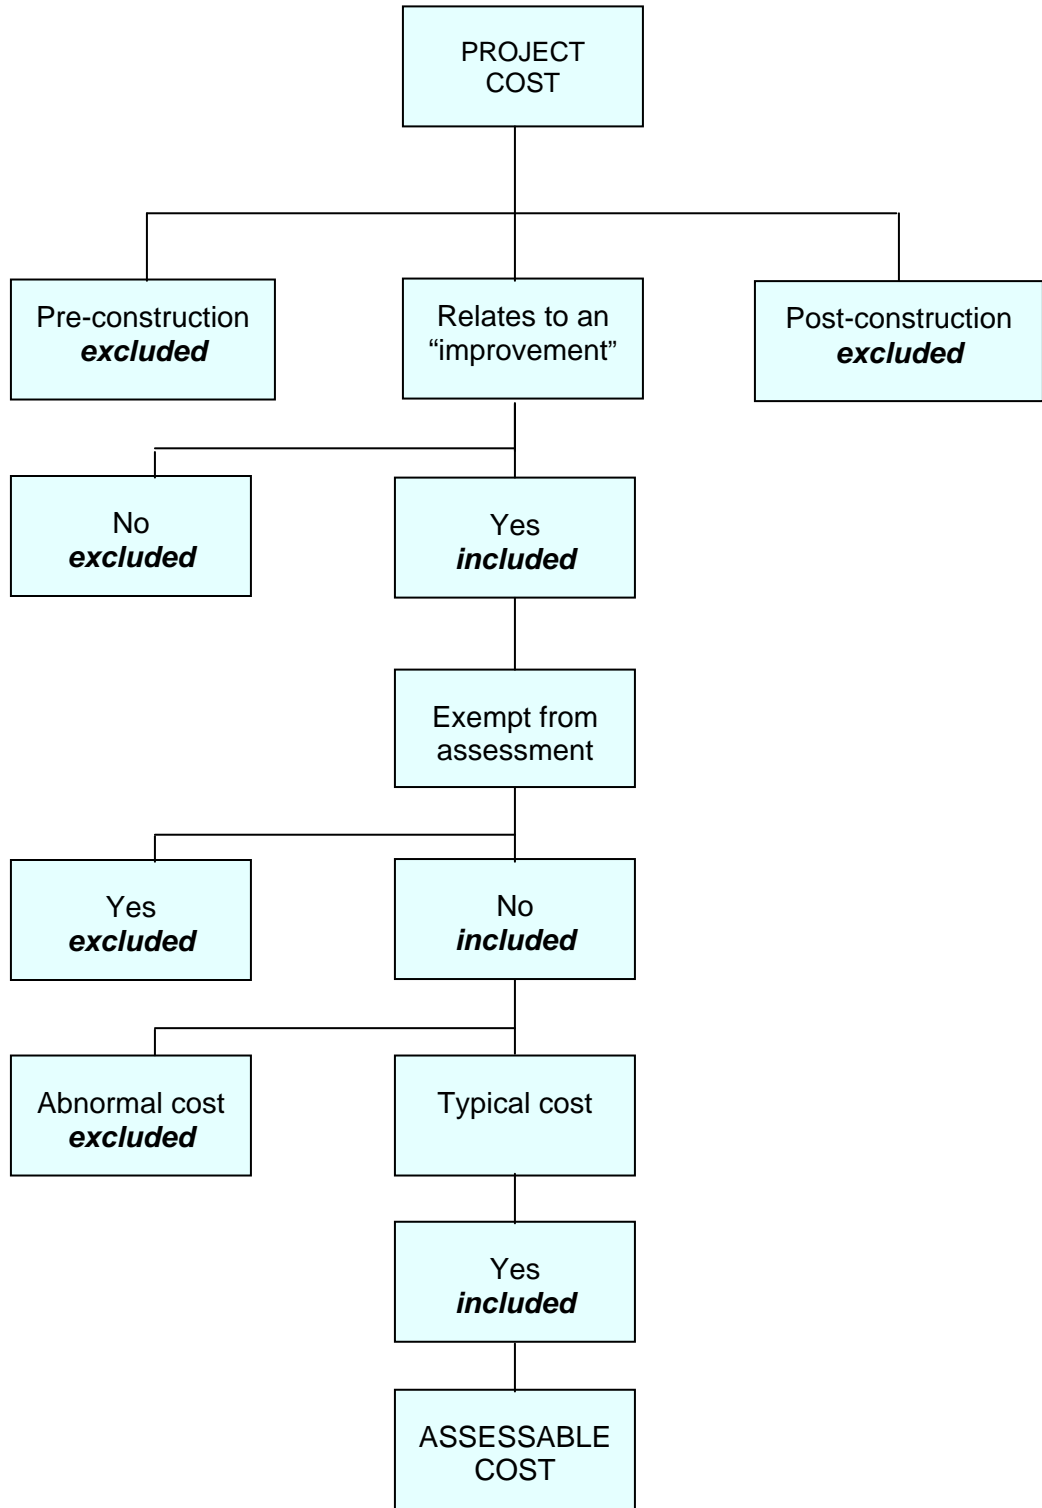 PROJECT
COST
Pre-construction
excluded
Relates to an
“improvement”
Post-construction
excluded
No
excluded
Yes
included
Exempt from
assessment
Yes
excluded
No
included
Abnormal cost
excluded
Typical cost
Yes
included
ASSESSABLE
COST